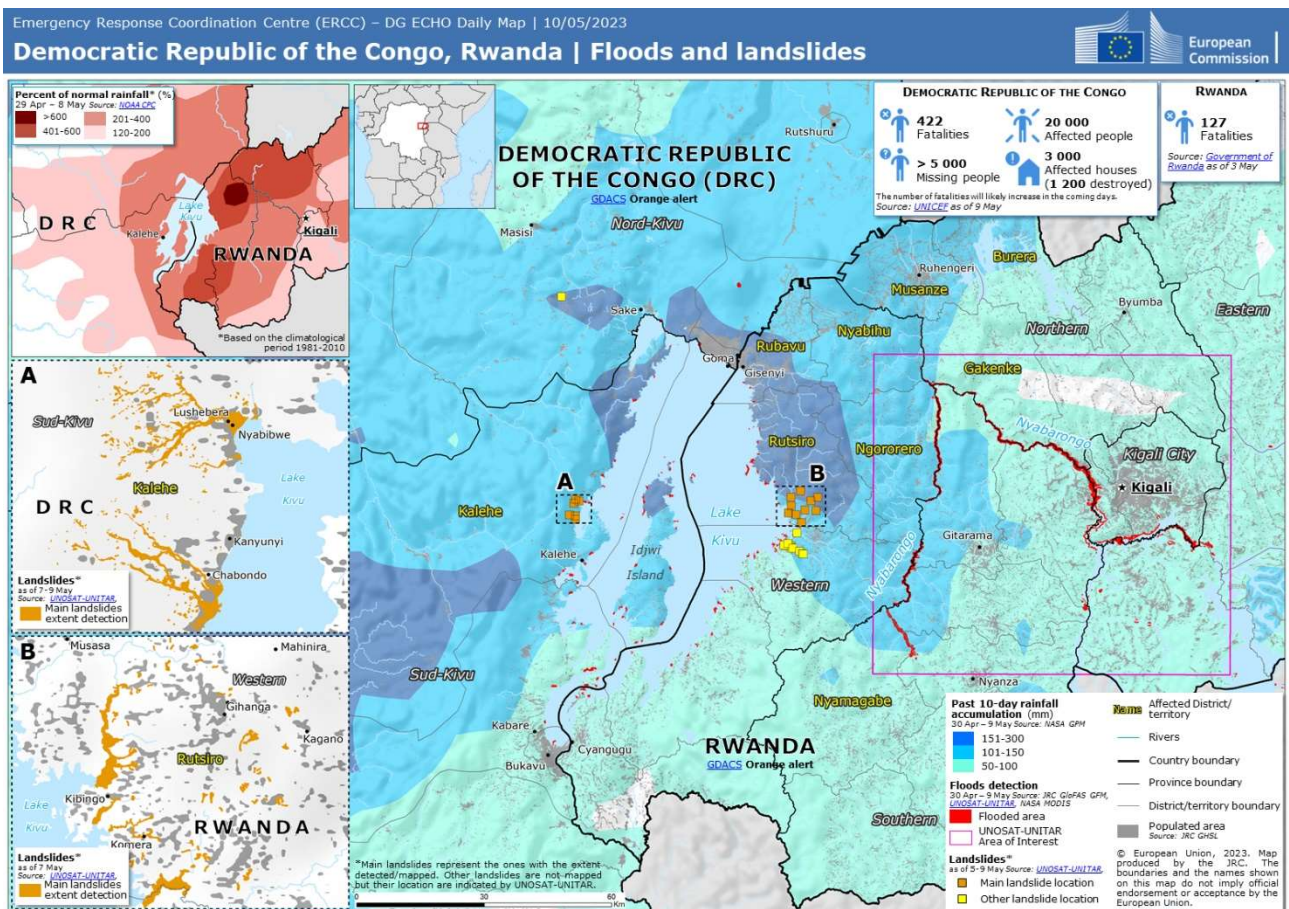 Emergency Response Coordination Centre (ERCC) – DG ECHO Daily Map | 10/05/2023
Democratic Republic of the Congo, Rwanda | Floods and landslides
European
Commission
Percent of normal rainfall* (%)
29 Apr – 8 May Source: NOAA CPC
>600
201-400
401-600
120-200
DRC
Lake
Kivu
Kalehe
Kigali
RWANDA
*Based on the climatological
period 1981-2010
A
Sud-Kivu
Lushebera
Nyabibwe
DRC
Kalehe
Lake
Kivu
Kanyunyi
Chabondo
Landslides*
as of 7-9 May
Source: UNOSAT-UNITAR,
Main landslides
extent detection
B
Musasa
Mahinira
Western
Gihanga
Kagano
Rutsiro
Kibingo
Lake
Kivu
RWANDA
Komera
Landslides*
as of 7 May
Source: UNOSAT-UNITAR,
Main landslides
extent detection
DEMOCRATIC REPUBLIC
OF THE CONGO (DRC)
GDACS Orange alert
Nord-Kivu
Rutshuru
Masisi
Sake
Goma
Gisenyi
Rubavu
Nyabihu
Musanze
Ruhengeri
Burera
Byumba
Eastern
Northern
Gakenke
Nyabarongo
Kigali City
Kigali
Rutsiro
Ngororero
A
B
Kalehe
Kalehe
Idjwi
Island
Lake
Kivu
Western
Nyabarongo
Gitarama
Sud-Kivu
Nyanza
Nyamagabe
Kabare
Cyangugu
Bukavu
RWANDA
GDACS Orange alert
Southern
*Main landslides represent the ones with the extent
detected/mapped. Other landslides are not mapped
but their location are indicated by UNOSAT-UNITAR.
0 30 60
Km
DEMOCRATIC REPUBLIC OF THE CONGO
422
Fatalities
20 000
Affected people
> 5 000
Missing people
3 000
Affected houses
(1 200 destroyed)
The number of fatalities will likely increase in the coming days.
Source: UNICEF as of 9 May
RWANDA
127
Fatalities
Source: Government of
Rwanda as of 3 May
Past 10-day rainfall
accumulation (mm)
30 Apr – 9 May Source: NASA GPM
151-300
101-150
50-100
Floods detection
30 Apr – 9 May Source: JRC GloFAS GFM,
UNOSAT-UNITAR, NASA MODIS
Flooded area
UNOSAT-UNITAR
Area of Interest
Landslides*
as of 5-9 May Source: UNOSAT-UNITAR,
Main landslide location
Other landslide location
Name Affected District/
territory
Rivers
Country boundary
Province boundary
District/territory boundary
Populated area
Source: JRC GHSL
© European Union, 2023. Map
produced by the JRC. The
boundaries and the names shown
on this map do not imply official
endorsement or acceptance by the
European Union.